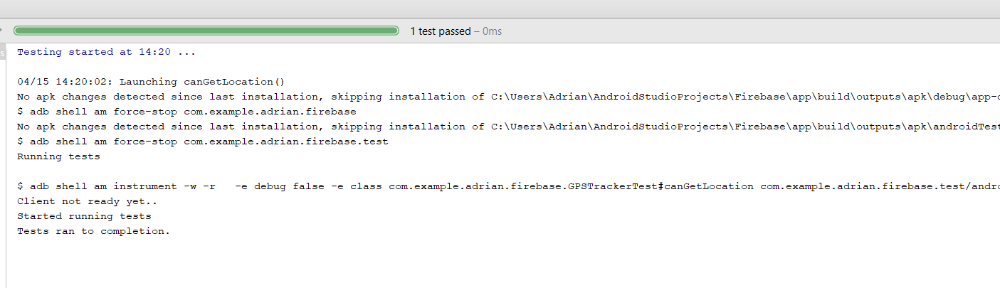 1 test passed – 0ms
Testing started at 14:20 ...
04/15 14:20:02: Launching canGetLocation()
No apk changes detected since last installation, skipping installation of C:\Users\Adrian\AndroidStudioProjects\Firebase\app\build\outputs\apk\debug\app-
$ adb shell am force-stop com.example.adrian.firebase
No apk changes detected since last installation, skipping installation of C:\Users\Adrian\AndroidStudioProjects\Firebase\app\build\outputs\apk\androidTest
$ adb shell am force-stop com.example.adrian.firebase.test
Running tests
$ adb shell am instrument -w -r   -e debug false -e class com.example.adrian.firebase.GPSTrackerTest#canGetLocation com.example.adrian.firebase.test/andro
Client not ready yet..
Started running tests
Tests ran to completion.